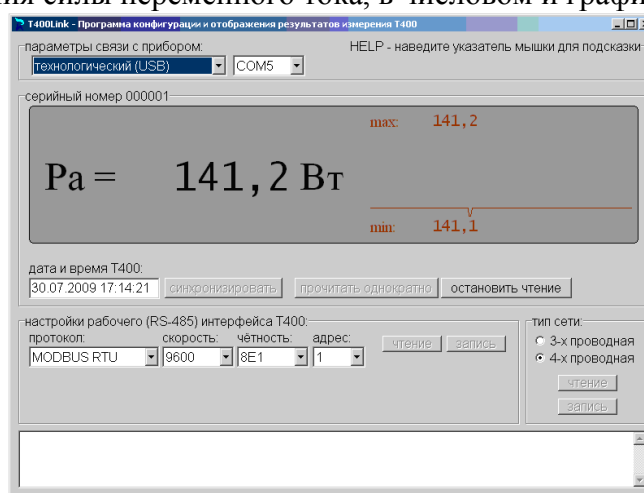 ния силы переменного тока, в числовом и графи
T400Link - Программа конфигурации и отображения результатов измерения T400
параметры связи с прибором:
HELP - наведите указатель мышки для подсказки
технологический (USB)
COM5
серийный номер 000001
max: 141,2
Pa = 141,2 Вт
min: 141,1
дата и время T400:
30.07.2009 17:14:21
синхронизировать
прочитать однократно
остановить чтение
настройки рабочего (RS-485) интерфейса T400:
протокол: скорость: чётность: адрес:
MODBUS RTU 9600 8E1 1
чтение
запись
тип сети:
3-х проводная
4-х проводная
чтение
запись